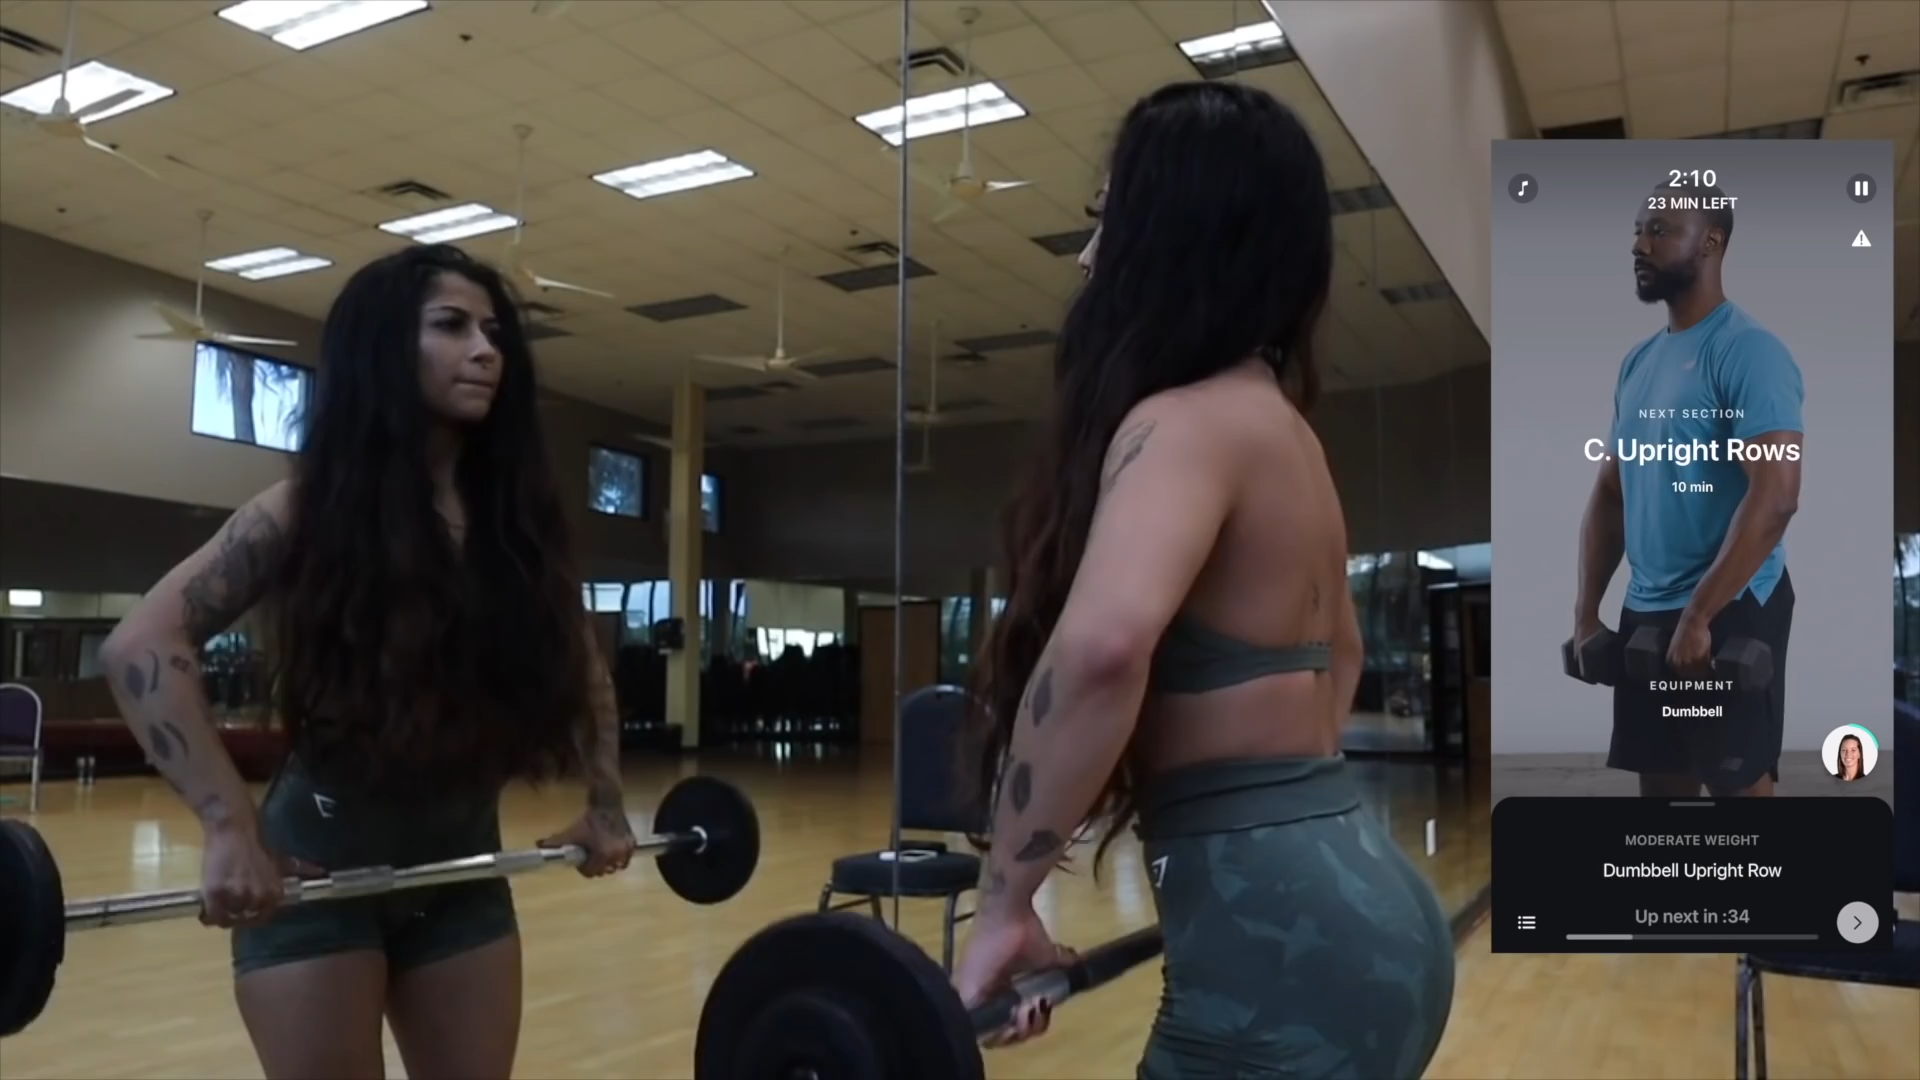 2:10
23 MIN LEFT
NEXT SECTION
C. Upright Rows
10 min
EQUIPMENT
Dumbbell
MODERATE WEIGHT
Dumbbell Upright Row
Up next in :34